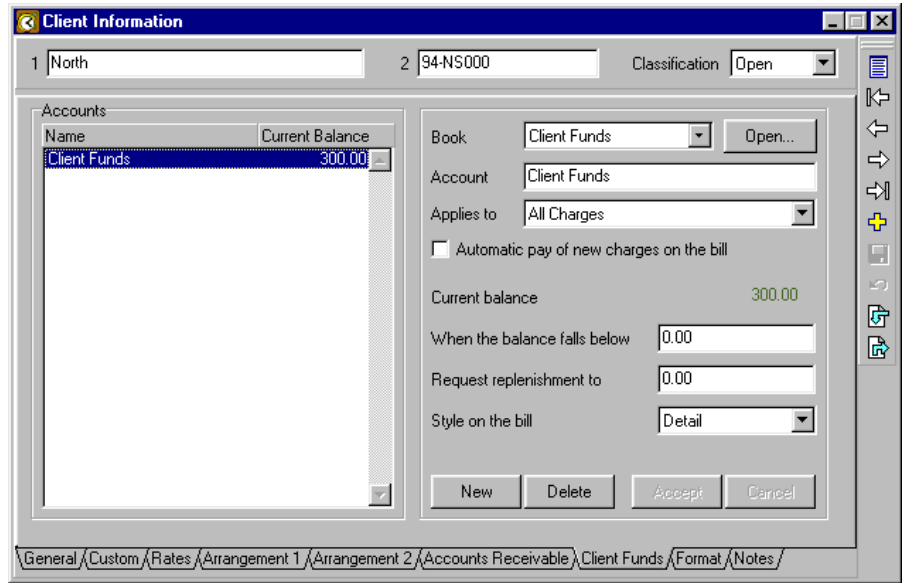 Client Information
1 North 2 94-NS000 Classification Open
Accounts
Name Current Balance
Client Funds 300.00
Book Client Funds Open...
Account Client Funds
Applies to All Charges
Automatic pay of new charges on the bill
Current balance 300.00
When the balance falls below 0.00
Request replenishment to 0.00
Style on the bill Detail
New Delete Accept Cancel
General Custom Rates Arrangement 1 Arrangement 2 Accounts Receivable Client Funds Format Notes